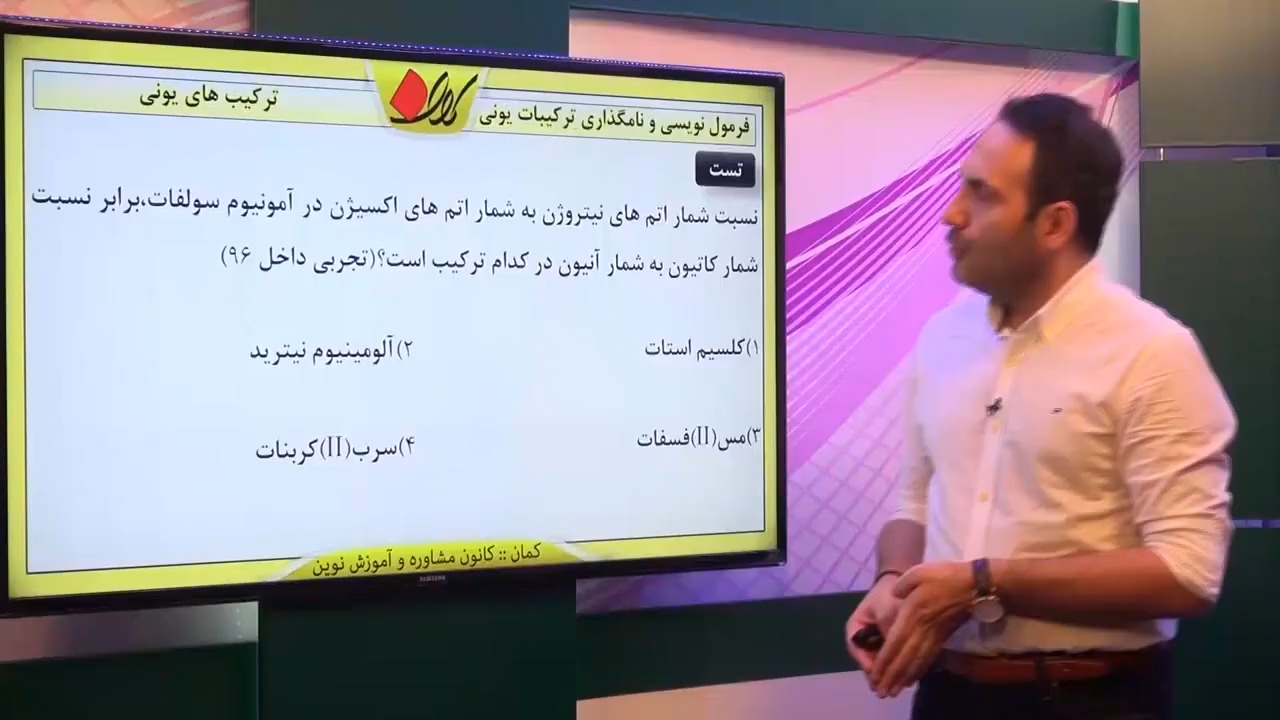 فرمول نویسی و نامگذاری ترکیبات یونی
کمان
ترکیب های یونی
تست
نسبت شمار اتم های نیتروژن به شمار اتم های اکسیژن در آمونیوم سولفات،برابر نسبت
شمار کاتیون به شمار آنیون در کدام ترکیب است؟(تجربی داخل ۹۶)
۱)کلسیم استات
۲)آلومینیوم نیترید
۳)مس(II)فسفات
۴)سرب(II)کربنات
کمان :: کانون مشاوره و آموزش نوین
SAMSUNG